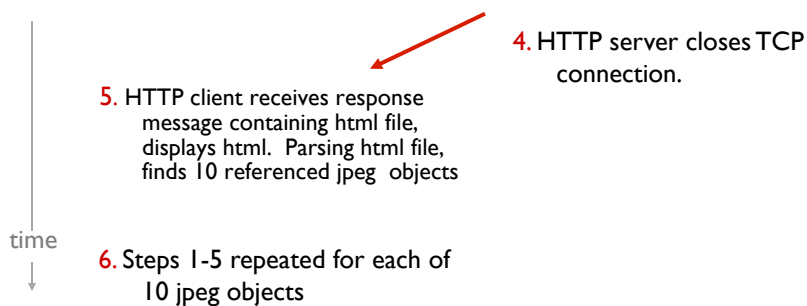 4. HTTP server closes TCP
connection.
5. HTTP client receives response
message containing html file,
displays html. Parsing html file,
finds 10 referenced jpeg objects
time
6. Steps 1-5 repeated for each of
10 jpeg objects